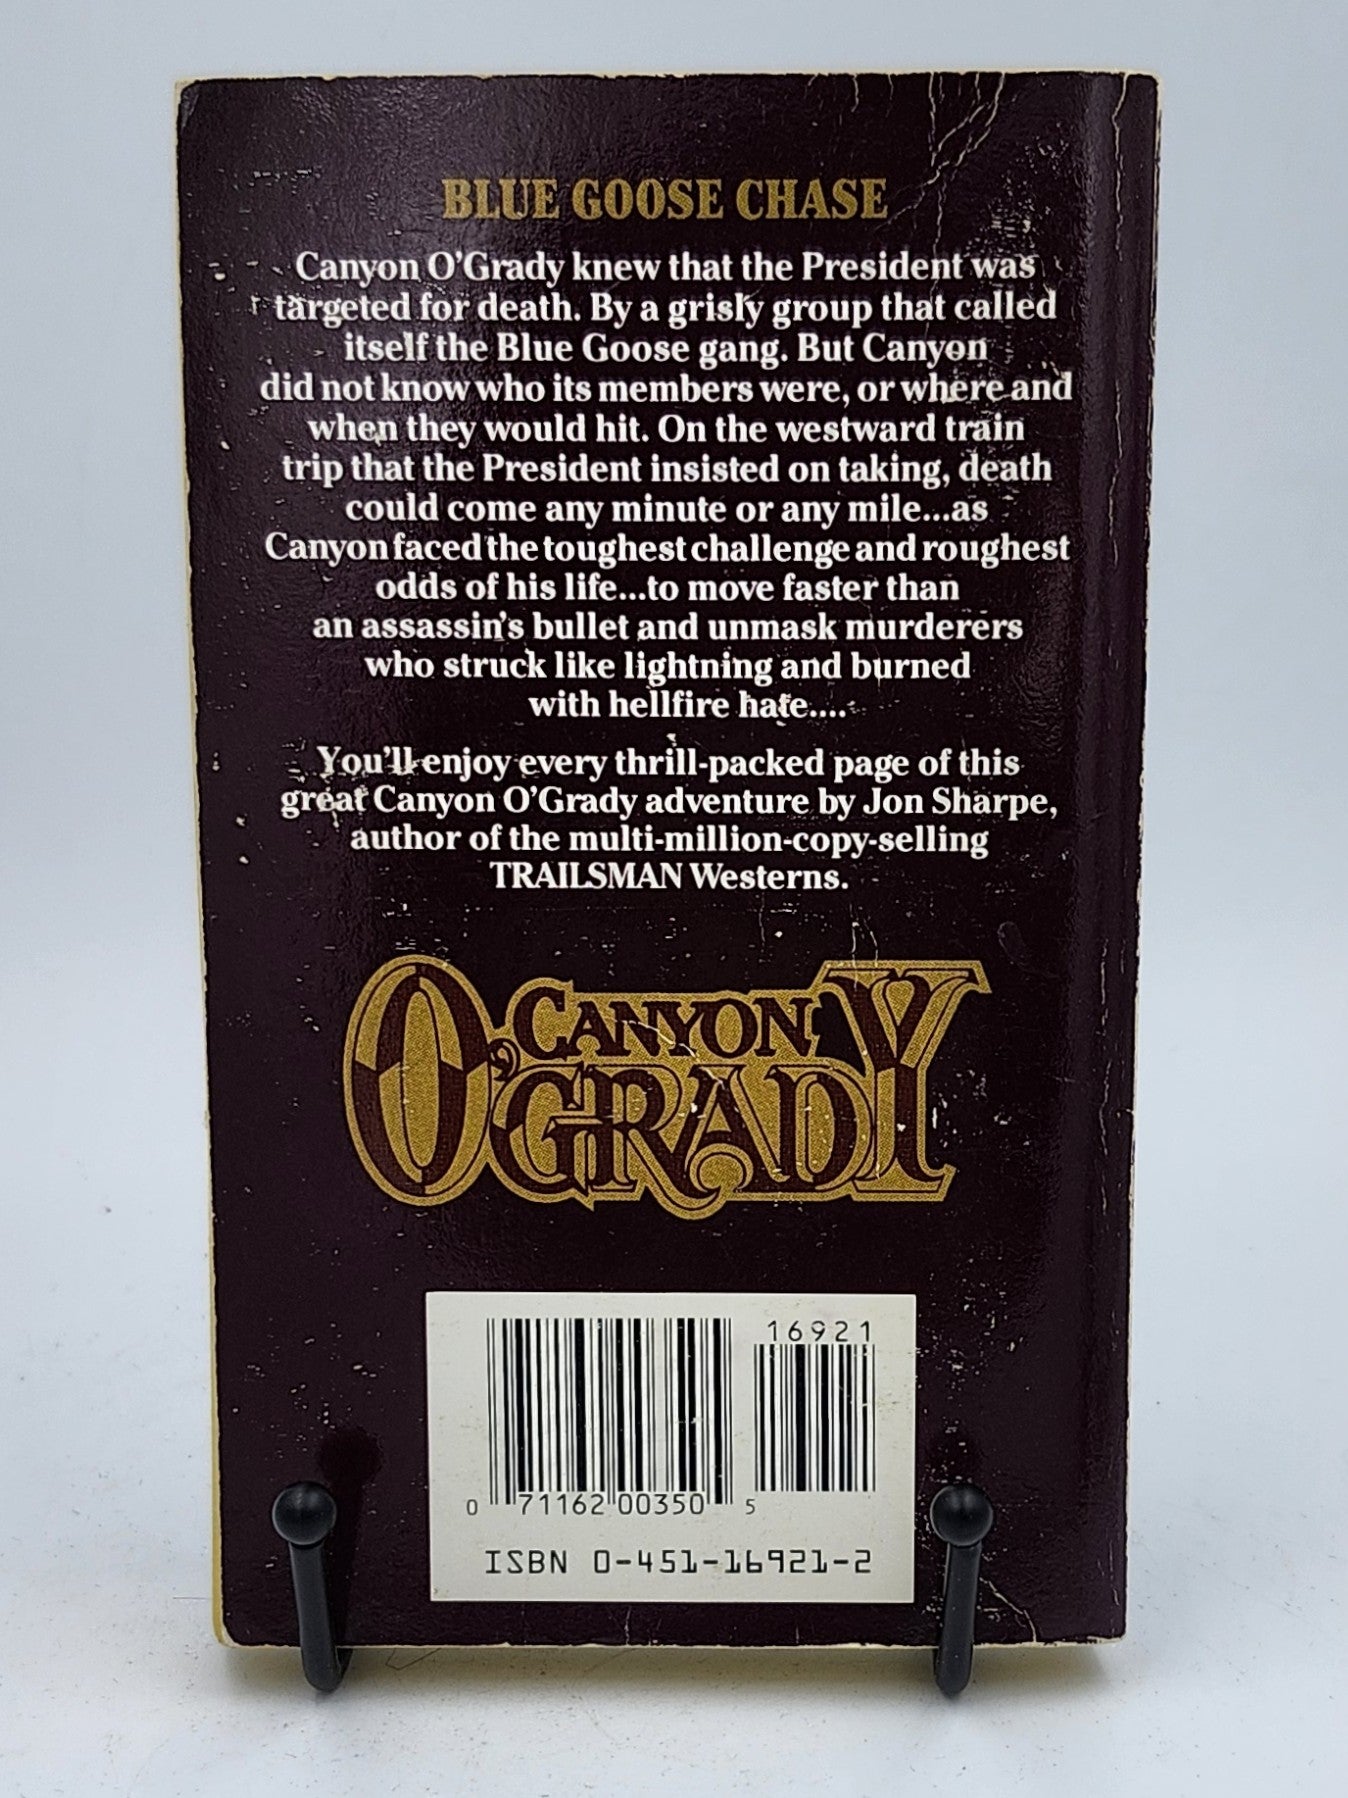 BLUE GOOSE CHASE
Canyon O'Grady knew that the President was
targeted for death. By a grisly group that called
itself the Blue Goose gang. But Canyon
did not know who its members were, or where and
when they would hit. On the westward train
trip that the President insisted on taking, death
could come any minute or any mile...as
Canyon faced the toughest challenge and roughest
odds of his life...to move faster than
an assassin's bullet and unmask murderers
who struck like lightning and burned
with hellfire hate....
You'll enjoy every thrill-packed page of this
great Canyon O'Grady adventure by Jon Sharpe,
author of the multi-million-copy-selling
TRAILSMAN Westerns.
CANYON
O'GRADY
16921
0 71162 00350 5
ISBN 0-451-16921-2